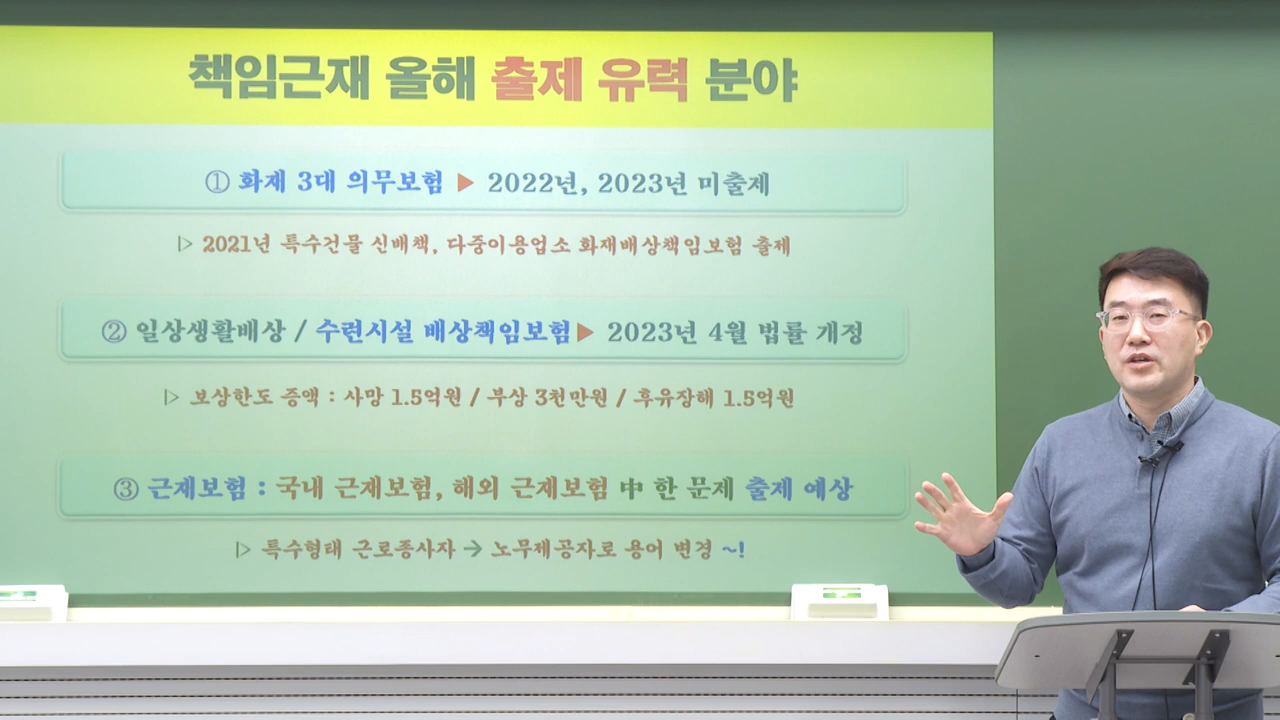 책임근재 올해 출제 유력 분야
① 화재 3대 의무보험 ▶ 2022년, 2023년 미출제
▷ 2021년 특수건물 신배책, 다중이용업소 화재배상책임보험 출제
② 일상생활배상 / 수련시설 배상책임보험 ▶ 2023년 4월 법률 개정
▷ 보상한도 증액 : 사망 1.5억원 / 부상 3천만원 / 후유장해 1.5억원
③ 근재보험 : 국내 근재보험, 해외 근재보험 中 한 문제 출제 예상
▷ 특수형태 근로종사자 → 노무제공자로 용어 변경 ~!